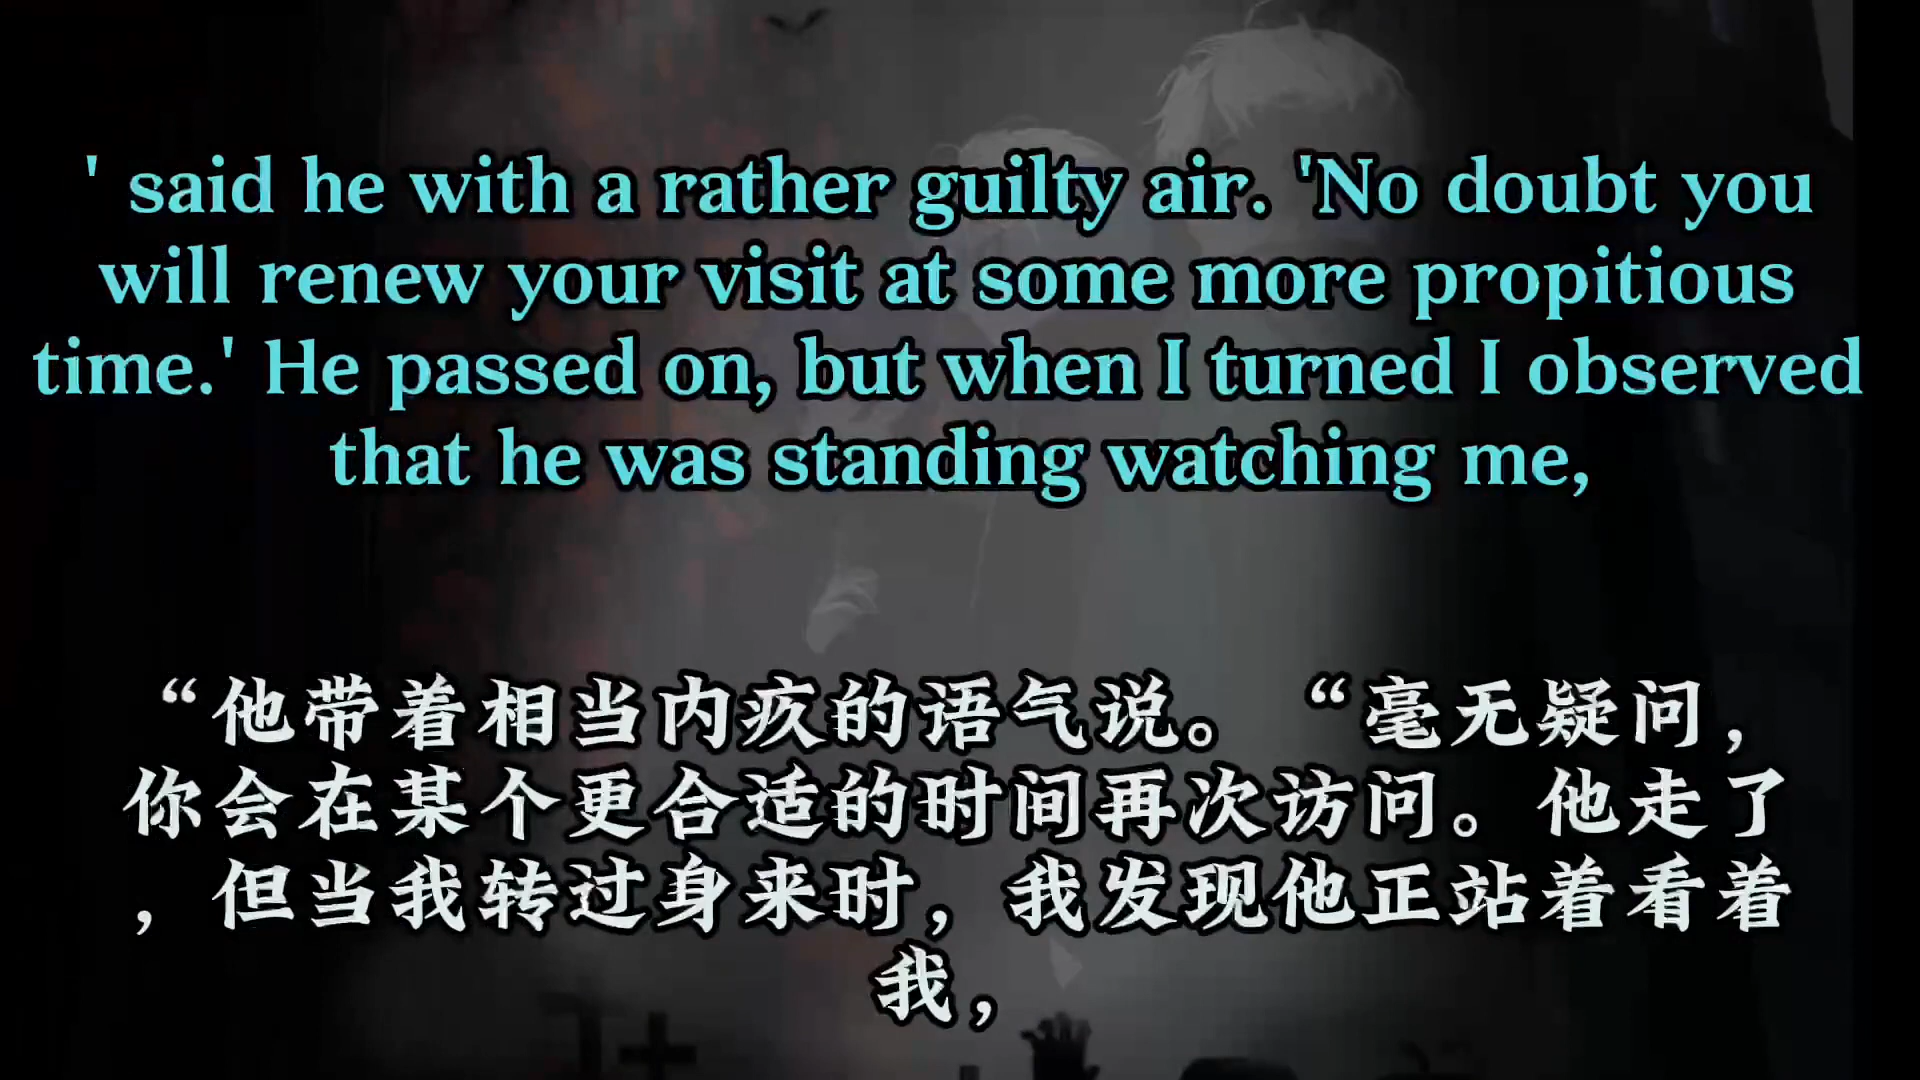 ' said he with a rather guilty air. 'No doubt you
will renew your visit at some more propitious
time.' He passed on, but when I turned I observed
that he was standing watching me,
“他带着相当内疚的语气说。 “毫无疑问，
你会在某个更合适的时间再次访问。他走了
，但当我转过身来时，我发现他正站着看着
我，